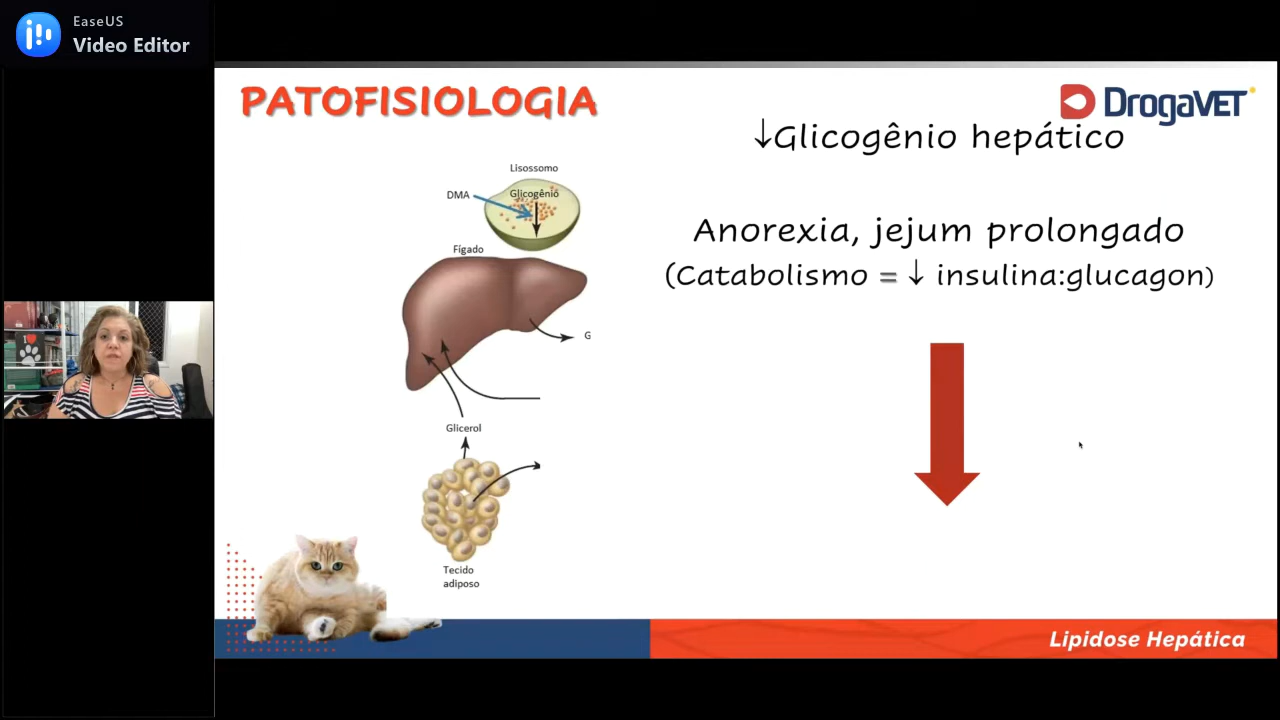 EaseUS
Video Editor
PATOFISIOLOGIA
DrogaVET
↓Glicogênio hepático
Lisossomo
DMA
Glicogênio
Anorexia, jejum prolongado
Fígado
(Catabolismo = ↓ insulina:glucagon)
G
Glicerol
Tecido
adiposo
Lipidose Hepática